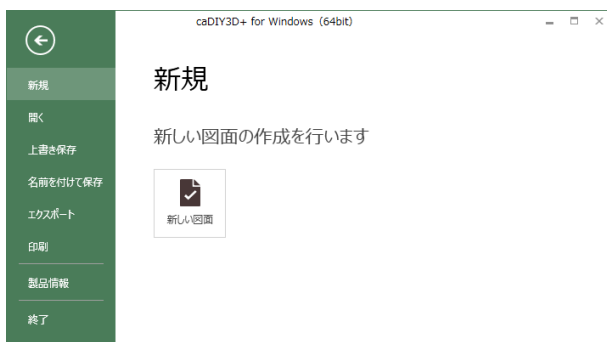 caDIY3D+ for Windows (64bit)
新規
開く
上書き保存
名前を付けて保存
エクスポート
印刷
製品情報
終了
新規
新しい図面の作成を行います
新しい図面